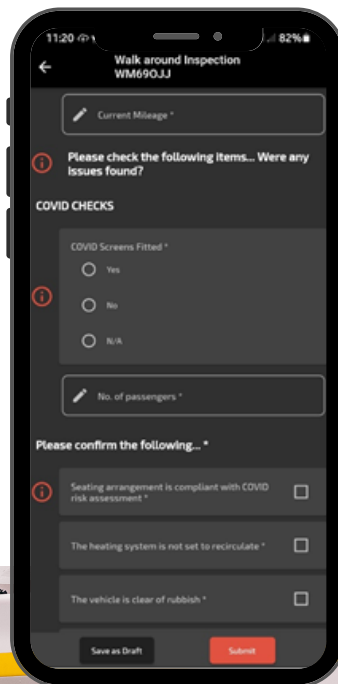 11:20
82%
Walk around Inspection
WM69OJJ
Current Mileage *
Please check the following items... Were any
issues found?
COVID CHECKS
COVID Screens Fitted *
Yes
No
N/A
No. of passengers *
Please confirm the following... *
Seating arrangement is compliant with COVID
risk assessment *
The heating system is not set to recirculate *
The vehicle is clear of rubbish *
Save as Draft
Submit